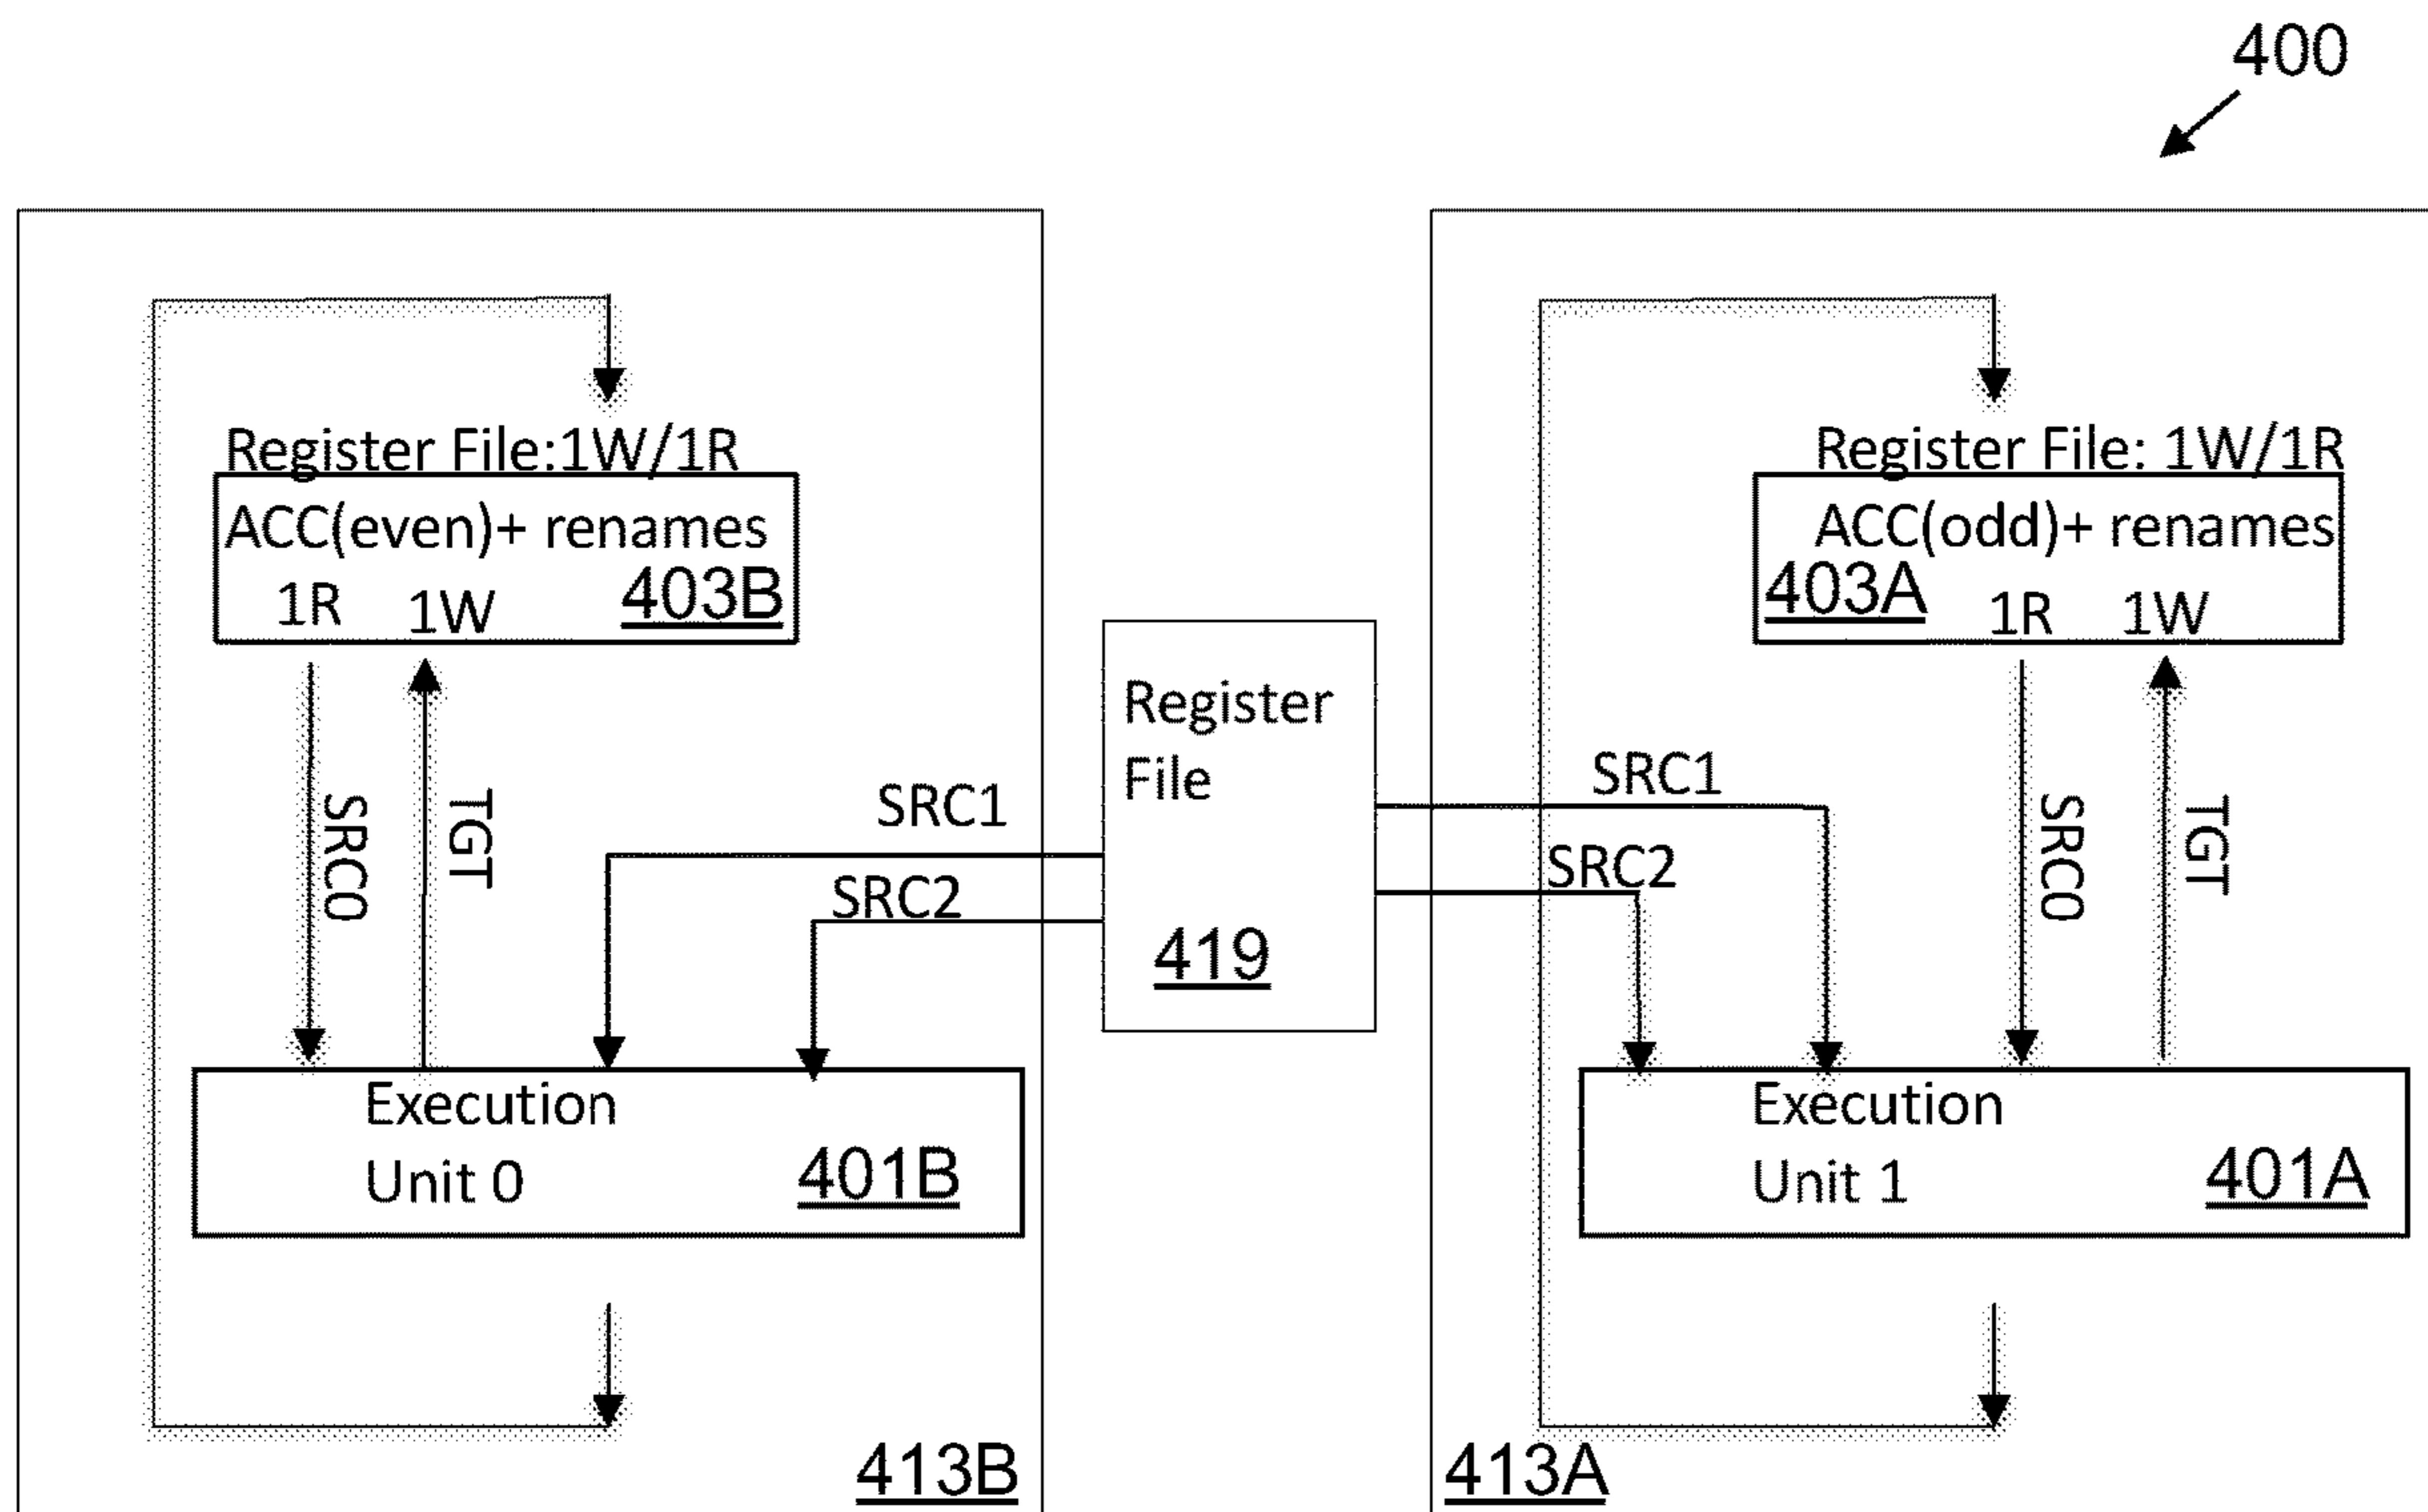 400
Register File:1W/1R
ACC(even)+ renames
403B
1R 1W
SRC0
TGT
SRC1
SRC2
Execution
Unit 0
401B
413B
Register
File
419
Register File: 1W/1R
ACC(odd)+ renames
403A
1R 1W
SRC1
SRC2
SRC0
TGT
Execution
Unit 1
401A
413A